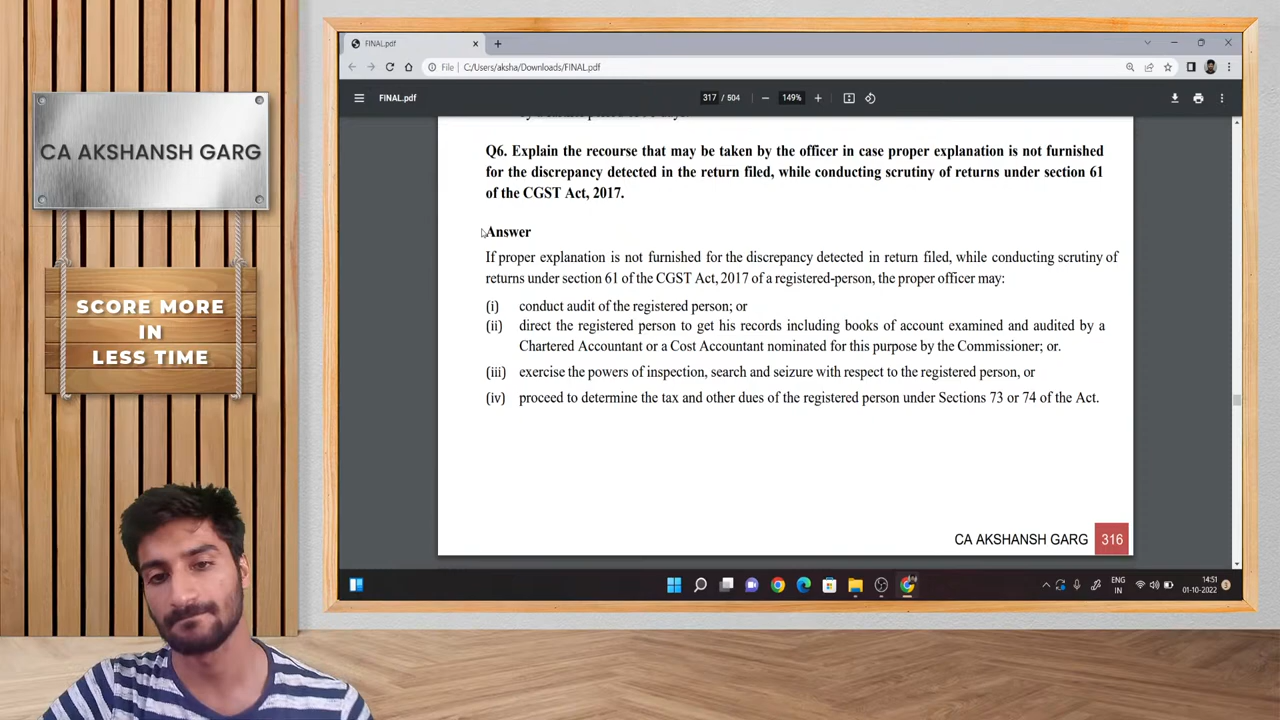 CA AKSHANSH GARG
SCORE MORE
IN
LESS TIME
FINAL.pdf
File
C:/Users/aksha/Downloads/FINAL.pdf
FINAL.pdf
317 / 504
149%
Q6. Explain the recourse that may be taken by the officer in case proper explanation is not furnished
for the discrepancy detected in the return filed, while conducting scrutiny of returns under section 61
of the CGST Act, 2017.
Answer
If proper explanation is not furnished for the discrepancy detected in return filed, while conducting scrutiny of
returns under section 61 of the CGST Act, 2017 of a registered-person, the proper officer may:
(i) conduct audit of the registered person; or
(ii) direct the registered person to get his records including books of account examined and audited by a
Chartered Accountant or a Cost Accountant nominated for this purpose by the Commissioner; or.
(iii) exercise the powers of inspection, search and seizure with respect to the registered person, or
(iv) proceed to determine the tax and other dues of the registered person under Sections 73 or 74 of the Act.
CA AKSHANSH GARG 316
ENG
IN
14:51
01-10-2022